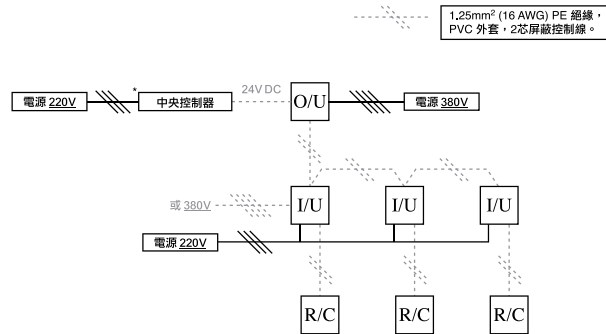 1.25mm² (16 AWG) PE 絕緣，
PVC 外套，2芯屏蔽控制線。
電源 220V
*
中央控制器
24V DC
O/U
電源 380V
或 380V
I/U
I/U
I/U
電源 220V
R/C
R/C
R/C